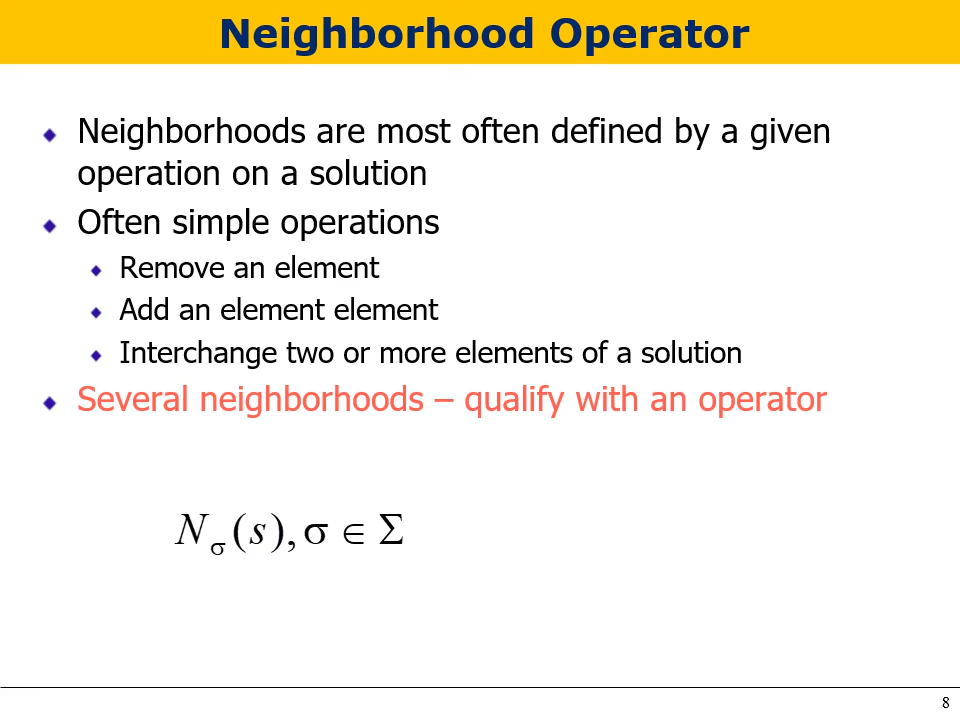 Neighborhood Operator
Neighborhoods are most often defined by a given
operation on a solution
Often simple operations
Remove an element
Add an element element
Interchange two or more elements of a solution
Several neighborhoods – qualify with an operator
N_σ(s), σ ∈ Σ
8